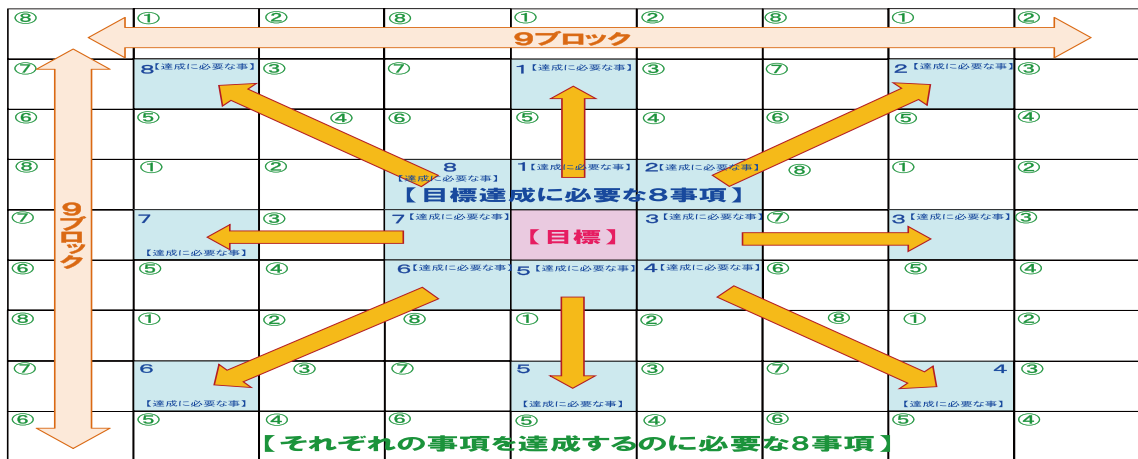 ⑧ ① ② ⑧ ① ② ⑧ ① ②
9ブロック
⑦ 8【達成に必要な事】 ③ ⑦ 1【達成に必要な事】 ③ ⑦ 2【達成に必要な事】 ③
⑥ ⑤ ④ ⑥ ⑤ ④ ⑥ ⑤ ④
⑧ ① ② 8【達成に必要な事】 1【達成に必要な事】 2【達成に必要な事】 ⑧ ① ②
【目標達成に必要な8事項】
9ブロック
⑦ 7【達成に必要な事】 ③ 7【達成に必要な事】 【目標】 3【達成に必要な事】 ⑦ 3【達成に必要な事】 ③
⑥ ⑤ ④ 6【達成に必要な事】 5【達成に必要な事】 4【達成に必要な事】 ⑥ ⑤ ④
⑧ ① ② ⑧ ① ② ⑧ ① ②
⑦ 6【達成に必要な事】 ③ ⑦ 5【達成に必要な事】 ③ ⑦ 4【達成に必要な事】 ③
⑥ ⑤ ④ ⑥ ⑤ ④ ⑥ ⑤ ④
【それぞれの事項を達成するのに必要な8事項】